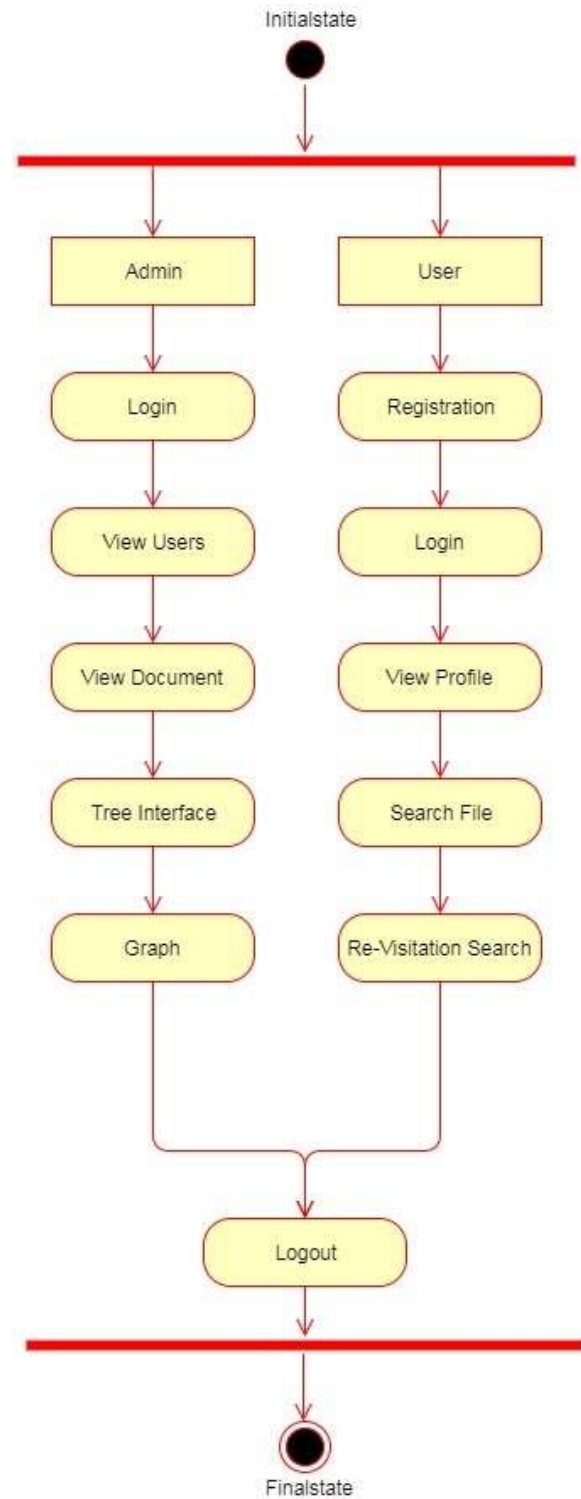 Initialstate
Admin
User
Login
Registration
View Users
Login
View Document
View Profile
Tree Interface
Search File
Graph
Re-Visitation Search
Logout
Finalstate